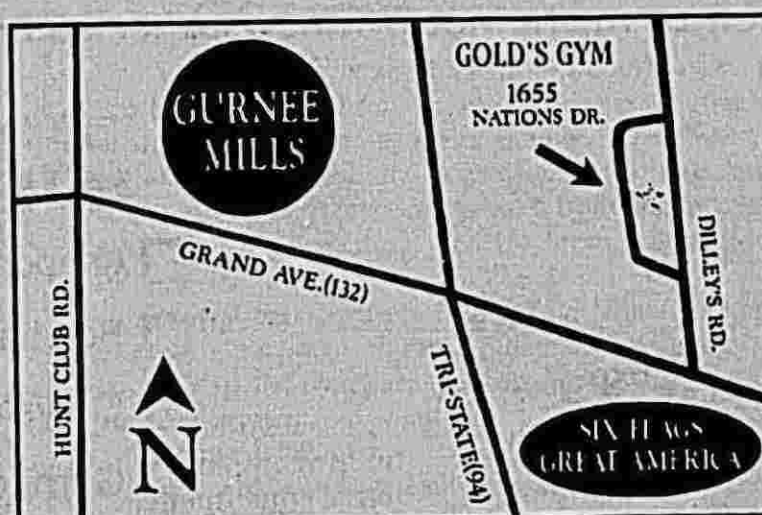 GOLD'S GYM
1655
NATIONS DR.
GURNEE
MILLS
GRAND AVE.(132)
HUNT CLUB RD.
DILLEY'S RD.
TRI-STATE(94)
N
SIX FLAGS
GREAT AMERICA